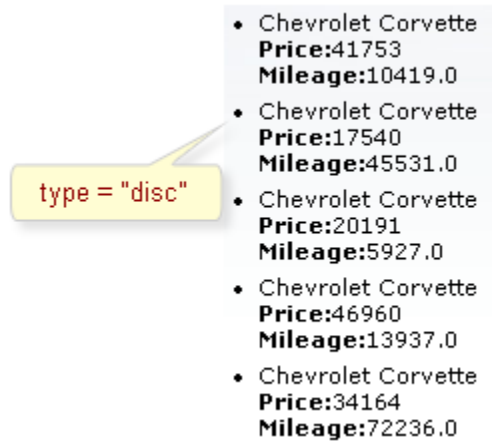 • Chevrolet Corvette
Price:41753
Mileage:10419.0
• Chevrolet Corvette
Price:17540
Mileage:45531.0
type = "disc"
• Chevrolet Corvette
Price:20191
Mileage:5927.0
• Chevrolet Corvette
Price:46960
Mileage:13937.0
• Chevrolet Corvette
Price:34164
Mileage:72236.0